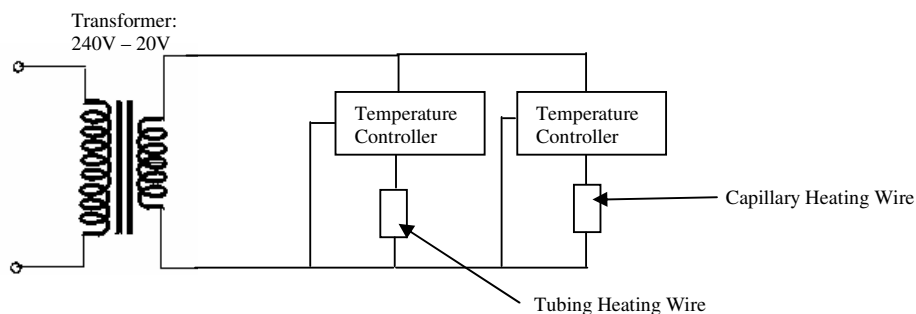 Transformer:
240V – 20V
Temperature
Controller
Temperature
Controller
Capillary Heating Wire
Tubing Heating Wire